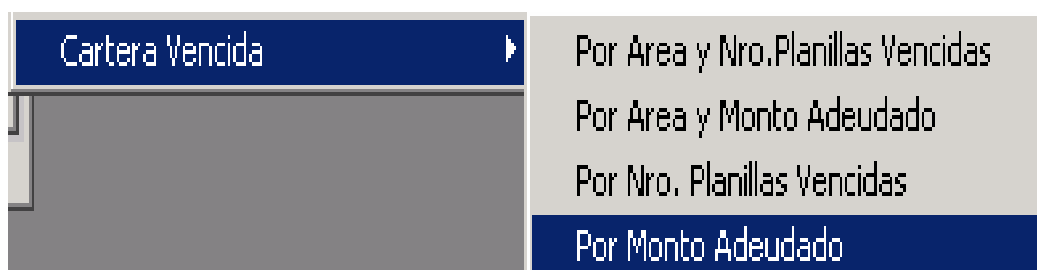 Cartera Vencida
Por Area y Nro.Planillas Vencidas
Por Area y Monto Adeudado
Por Nro. Planillas Vencidas
Por Monto Adeudado